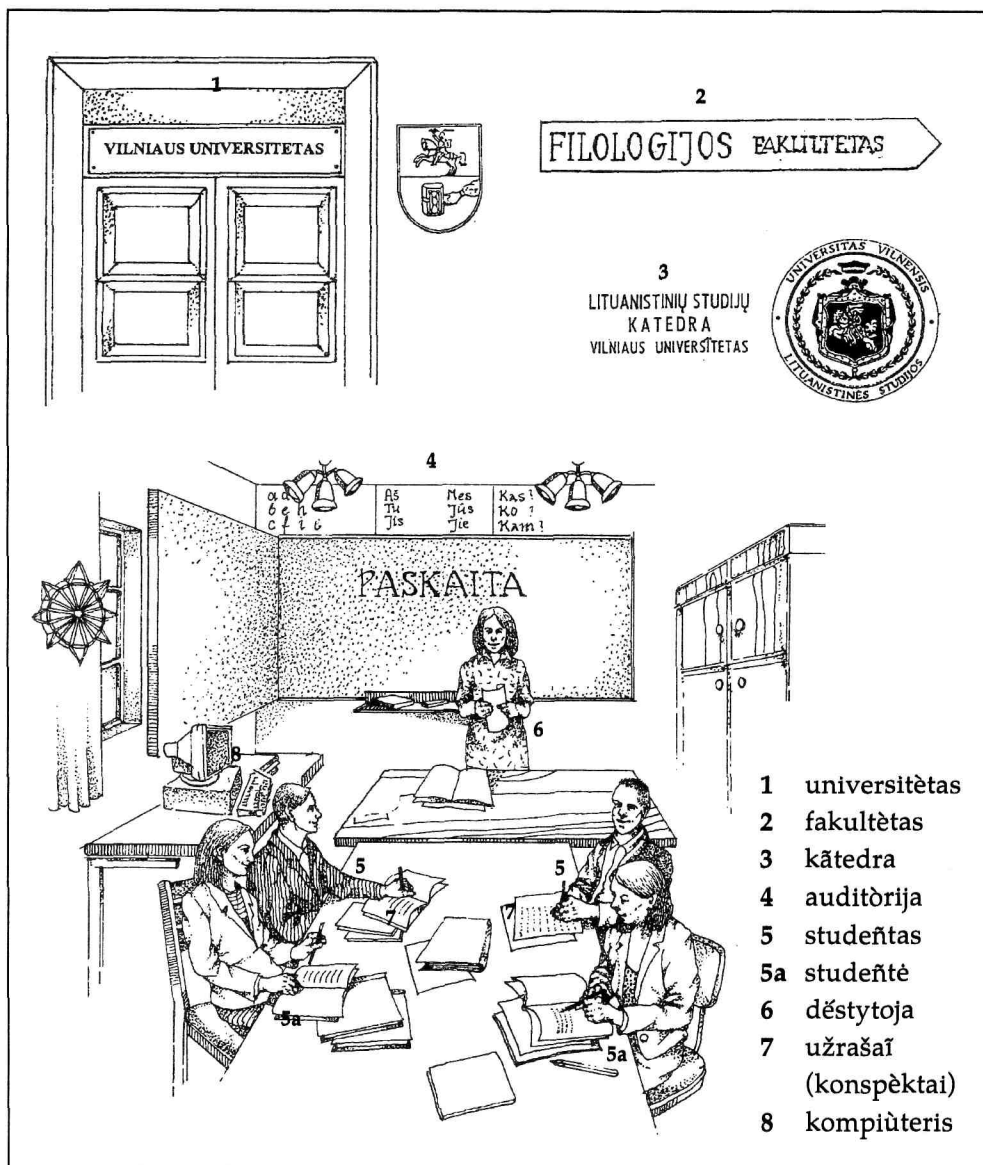 1
VILNIAUS UNIVERSITETAS
2
FILOLOGIJOS FAKULTETAS
3
LITUANISTINIŲ STUDIJŲ
KATEDRA
VILNIAUS UNIVERSITETAS
UNIVERSITAS VILNENSIS
LITUANISTINĖS STUDIJOS
4
Aš Mes Kas?
Tu Jūs Ko?
Jis Jie Kam?
PASKAITA
6
8
5
5
7
7
5a
5a
1 universitètas
2 fakultètas
3 kãtedra
4 auditòrija
5 studeñtas
5a studeñtė
6 dė́stytoja
7 užrašaĩ
(konspèktai)
8 kompiùteris